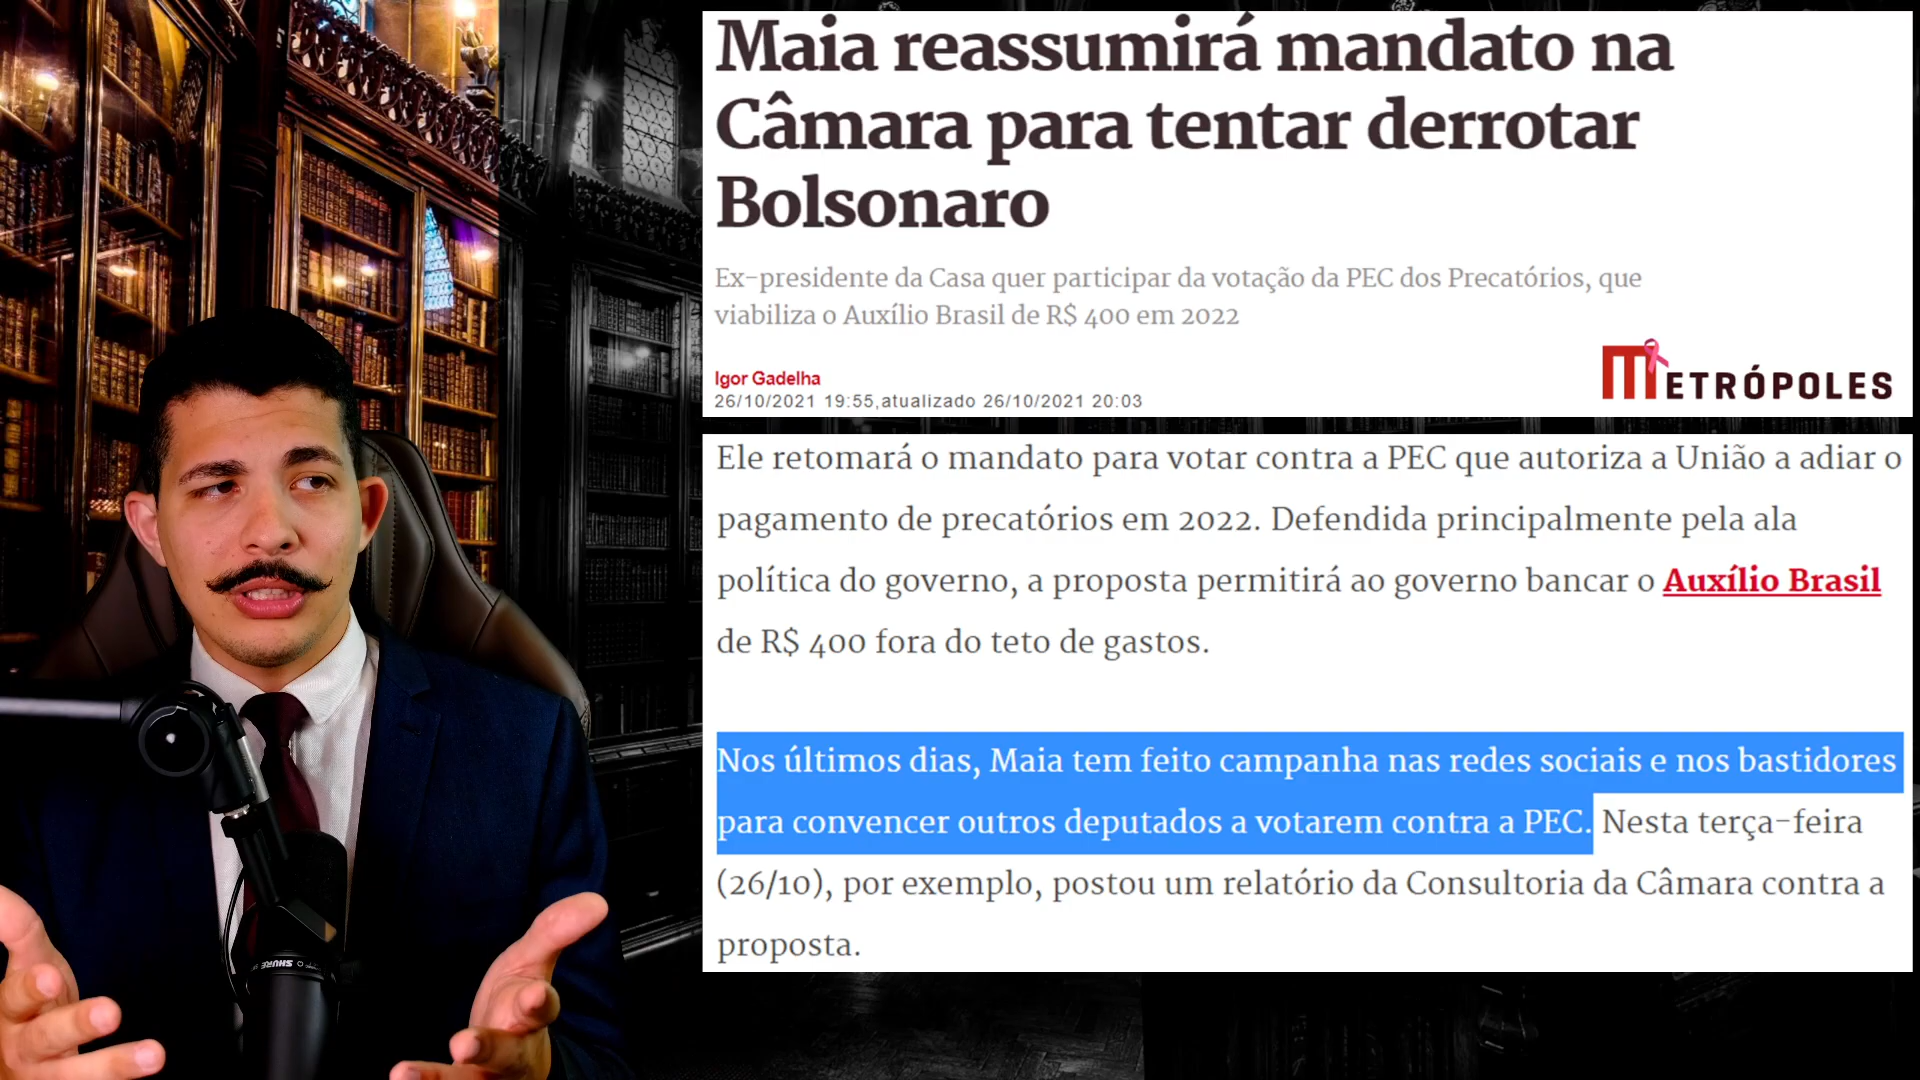 Maia reassumirá mandato na
Câmara para tentar derrotar
Bolsonaro
Ex-presidente da Casa quer participar da votação da PEC dos Precatórios, que
viabiliza o Auxílio Brasil de R$ 400 em 2022
Igor Gadelha
26/10/2021 19:55,atualizado 26/10/2021 20:03
METRÓPOLES
Ele retomará o mandato para votar contra a PEC que autoriza a União a adiar o
pagamento de precatórios em 2022. Defendida principalmente pela ala
política do governo, a proposta permitirá ao governo bancar o Auxílio Brasil
de R$ 400 fora do teto de gastos.
Nos últimos dias, Maia tem feito campanha nas redes sociais e nos bastidores
para convencer outros deputados a votarem contra a PEC. Nesta terça-feira
(26/10), por exemplo, postou um relatório da Consultoria da Câmara contra a
proposta.
SHURE